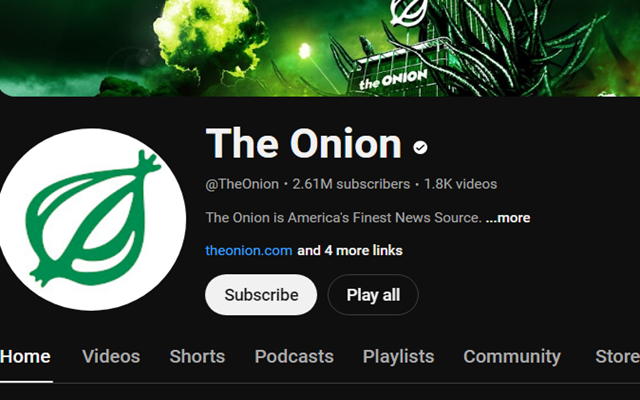 the ONION
The Onion
@TheOnion • 2.61M subscribers • 1.8K videos
The Onion is America's Finest News Source. ...more
theonion.com and 4 more links
Subscribe Play all
Home Videos Shorts Podcasts Playlists Community Store